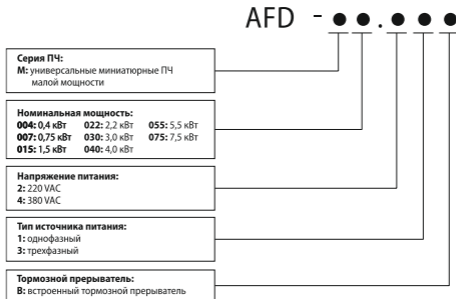 AFD - ●●.●●●
Серия ПЧ:
M: универсальные миниатюрные ПЧ
малой мощности
Номинальная мощность:
004: 0,4 кВт 022: 2,2 кВт 055: 5,5 кВт
007: 0,75 кВт 030: 3,0 кВт 075: 7,5 кВт
015: 1,5 кВт 040: 4,0 кВт
Напряжение питания:
2: 220 VAC
4: 380 VAC
Тип источника питания:
1: однофазный
3: трехфазный
Тормозной прерыватель:
B: встроенный тормозной прерыватель